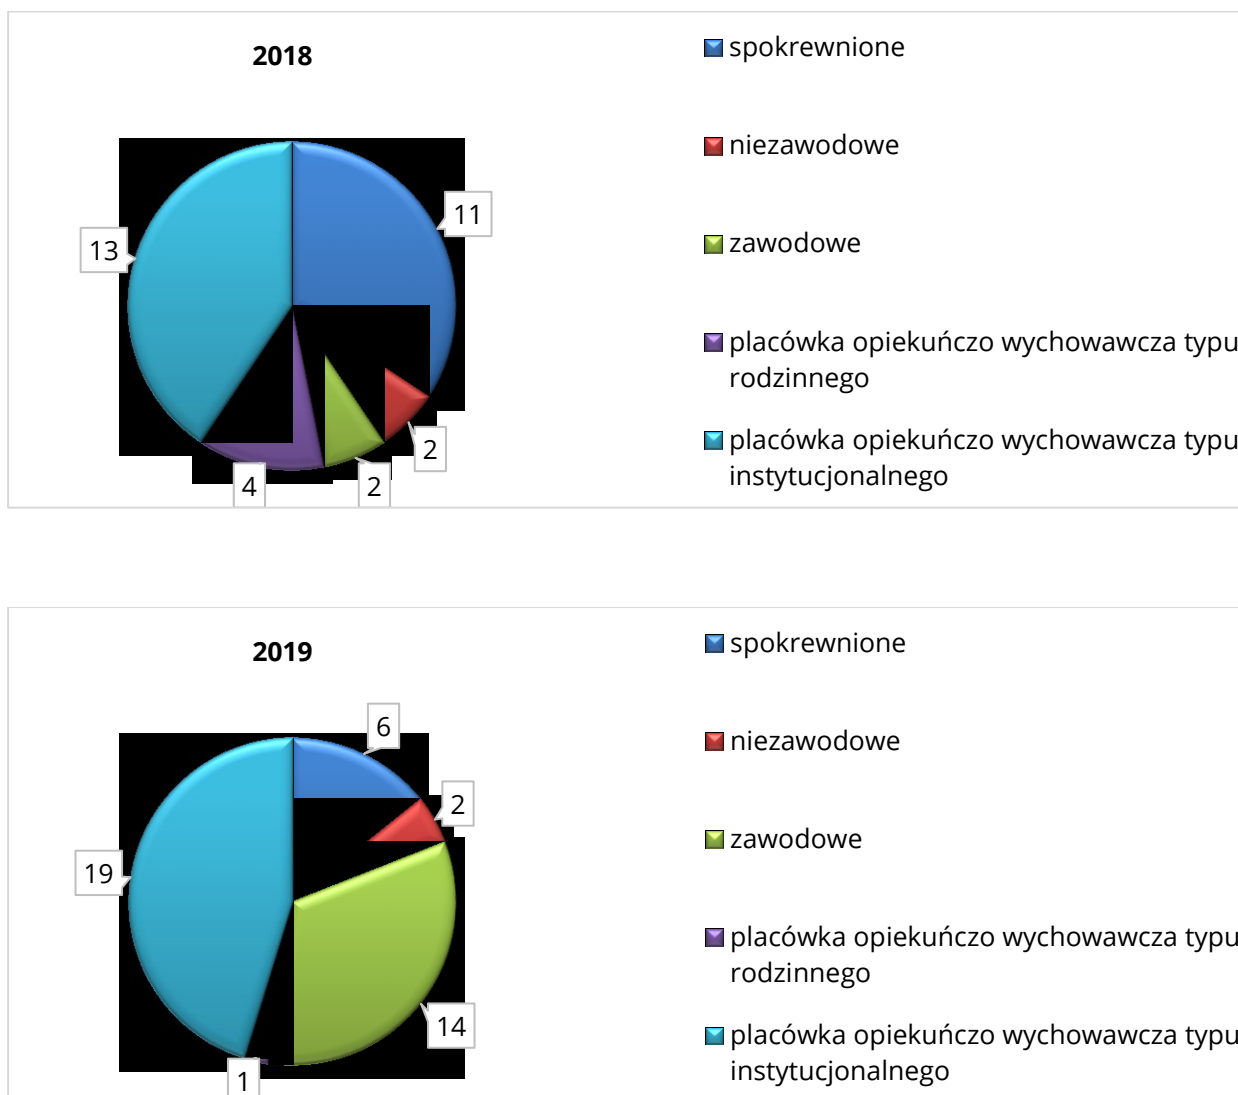 2018
spokrewnione
niezawodowe
zawodowe
placówka opiekuńczo wychowawcza typu
rodzinnego
placówka opiekuńczo wychowawcza typu
instytucjonalnego
11
13
2
2
4
2019
spokrewnione
niezawodowe
zawodowe
placówka opiekuńczo wychowawcza typu
rodzinnego
placówka opiekuńczo wychowawcza typu
instytucjonalnego
6
2
19
14
1